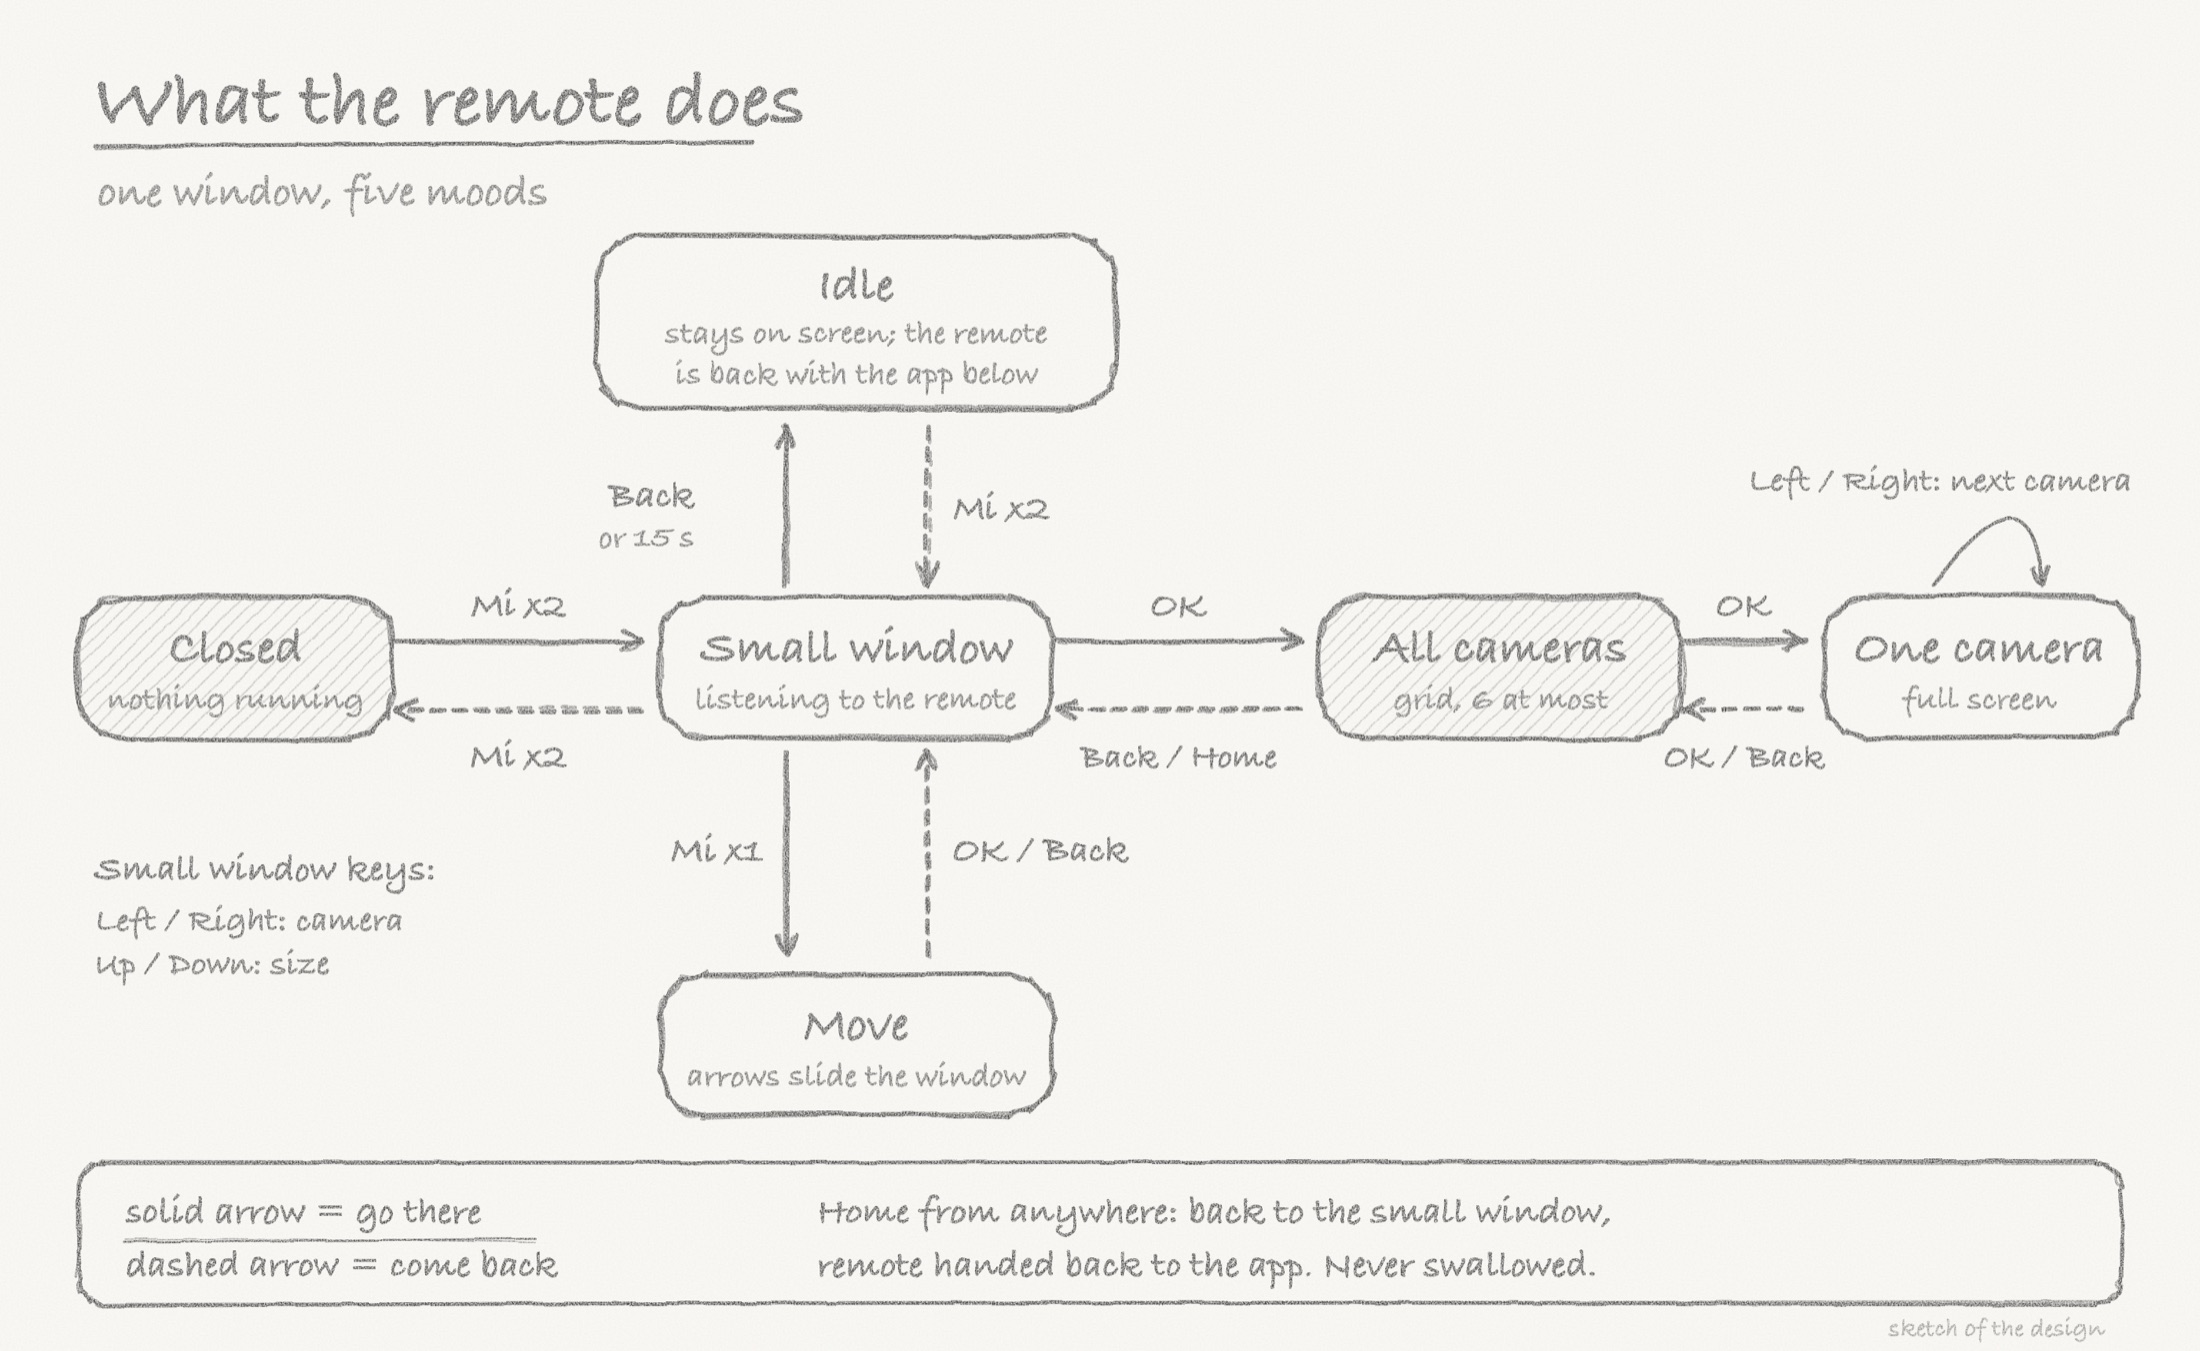 What the remote does
one window, five moods
Idle
stays on screen; the remote
is back with the app below
Back
or 15 s
Mi x2
Left / Right: next camera
Closed
nothing running
Mi x2
Mi x2
Small window
listening to the remote
OK
Back / Home
All cameras
grid, 6 at most
OK
OK / Back
One camera
full screen
Mi x1
OK / Back
Small window keys:
Left / Right: camera
Up / Down: size
Move
arrows slide the window
solid arrow = go there
dashed arrow = come back
Home from anywhere: back to the small window,
remote handed back to the app. Never swallowed.
sketch of the design